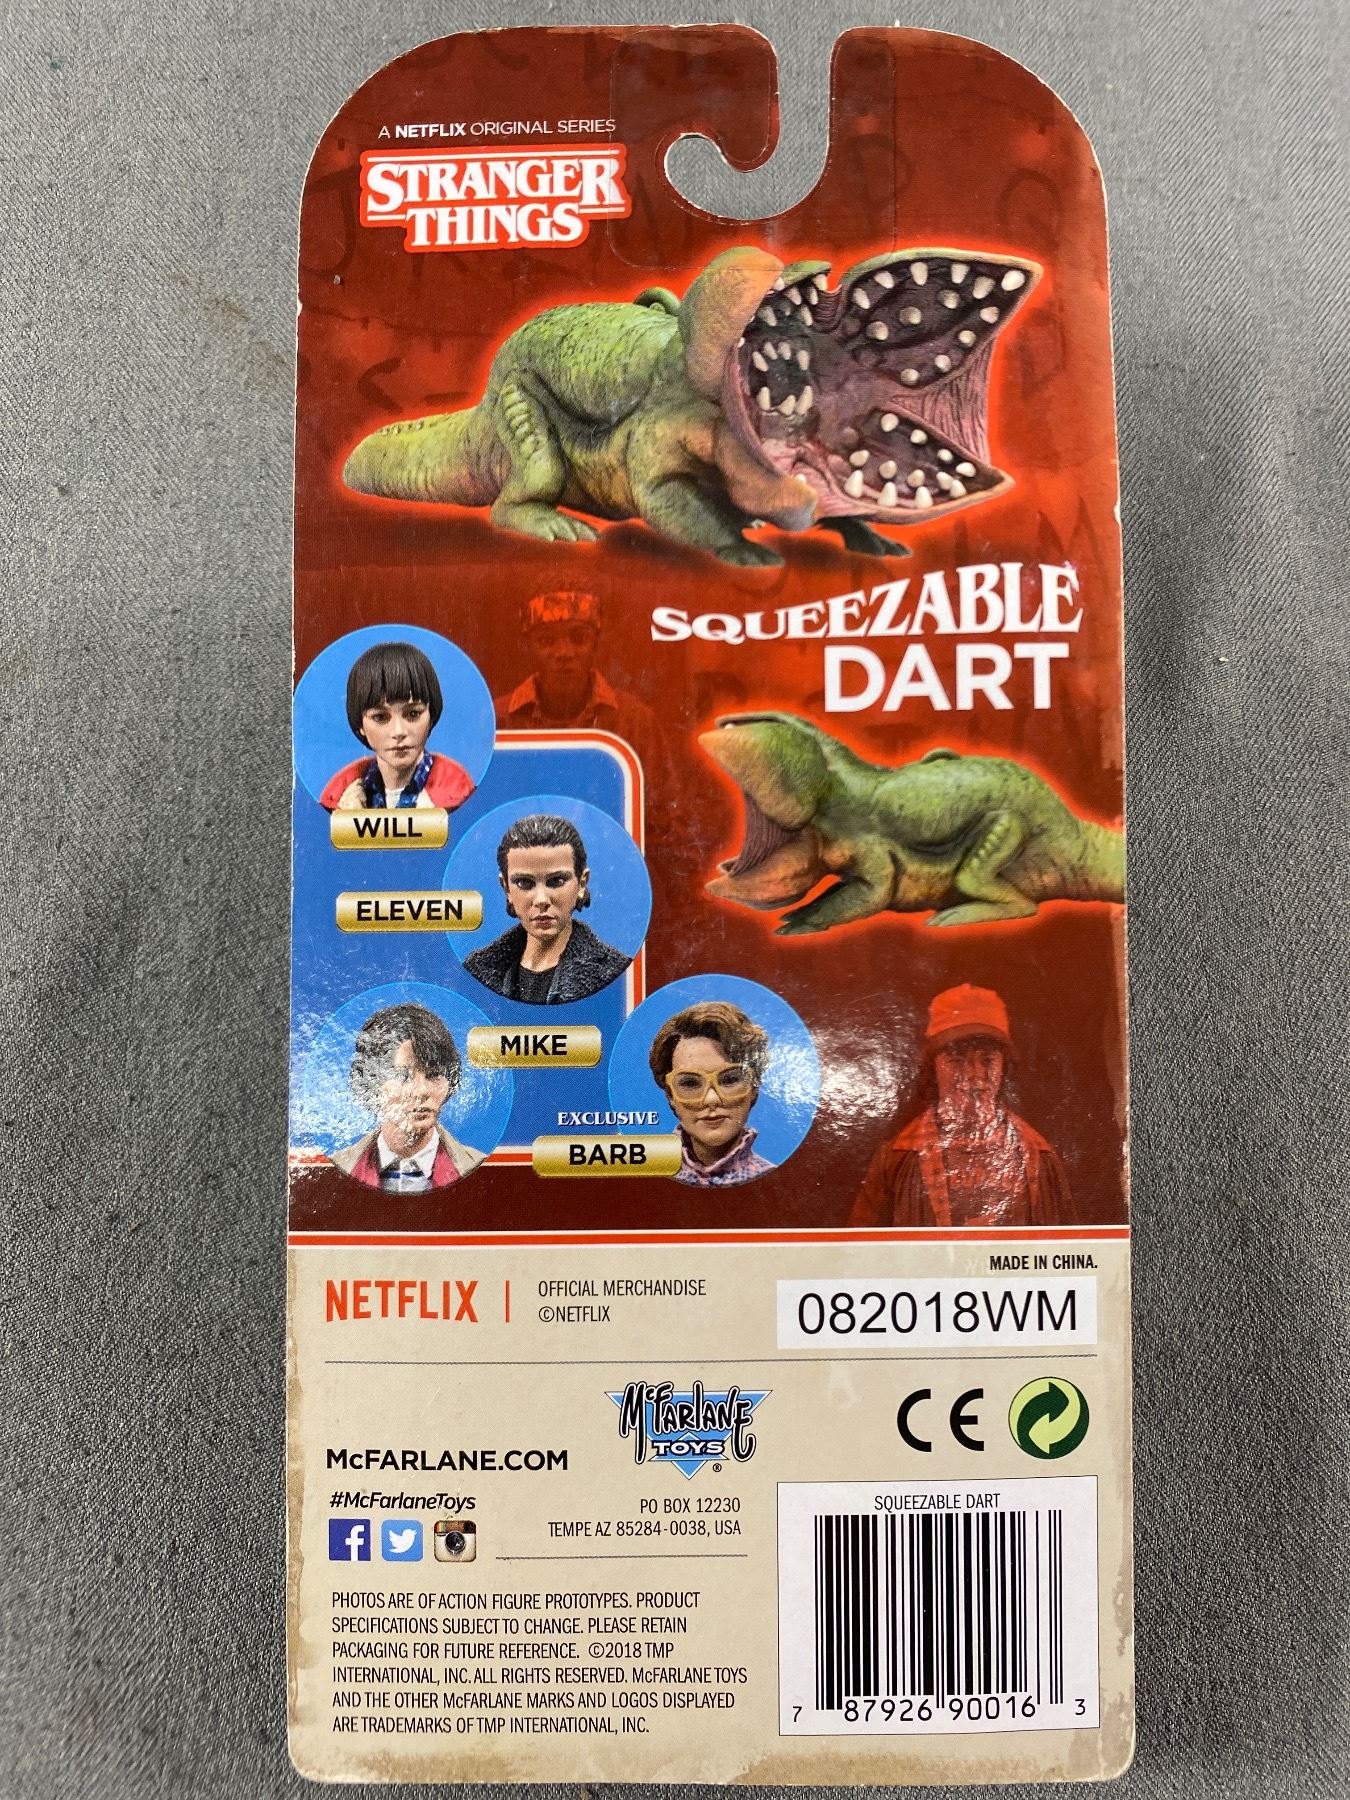 A NETFLIX ORIGINAL SERIES
STRANGER
THINGS
SQUEEZABLE
DART
WILL
ELEVEN
MIKE
EXCLUSIVE
BARB
MADE IN CHINA.
NETFLIX
OFFICIAL MERCHANDISE
©NETFLIX
082018WM
McFARLANE
TOYS
®
CE
McFARLANE.COM
#McFarlaneToys
PO BOX 12230
TEMPE AZ 85284-0038, USA
PHOTOS ARE OF ACTION FIGURE PROTOTYPES. PRODUCT
SPECIFICATIONS SUBJECT TO CHANGE. PLEASE RETAIN
PACKAGING FOR FUTURE REFERENCE. ©2018 TMP
INTERNATIONAL, INC. ALL RIGHTS RESERVED. McFARLANE TOYS
AND THE OTHER McFARLANE MARKS AND LOGOS DISPLAYED
ARE TRADEMARKS OF TMP INTERNATIONAL, INC.
SQUEEZABLE DART
7 87926 90016 3